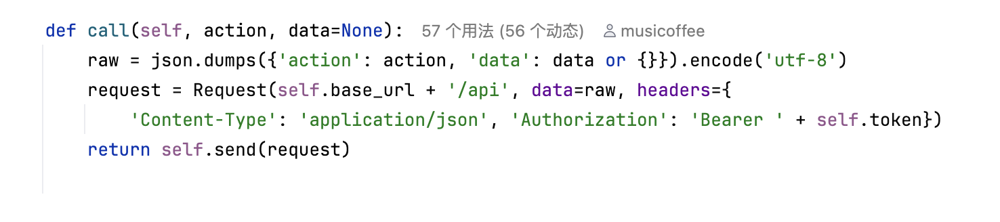 def call(self, action, data=None):  57 个用法 (56 个动态)  musicoffee
    raw = json.dumps({'action': action, 'data': data or {}}).encode('utf-8')
    request = Request(self.base_url + '/api', data=raw, headers={
        'Content-Type': 'application/json', 'Authorization': 'Bearer ' + self.token})
    return self.send(request)